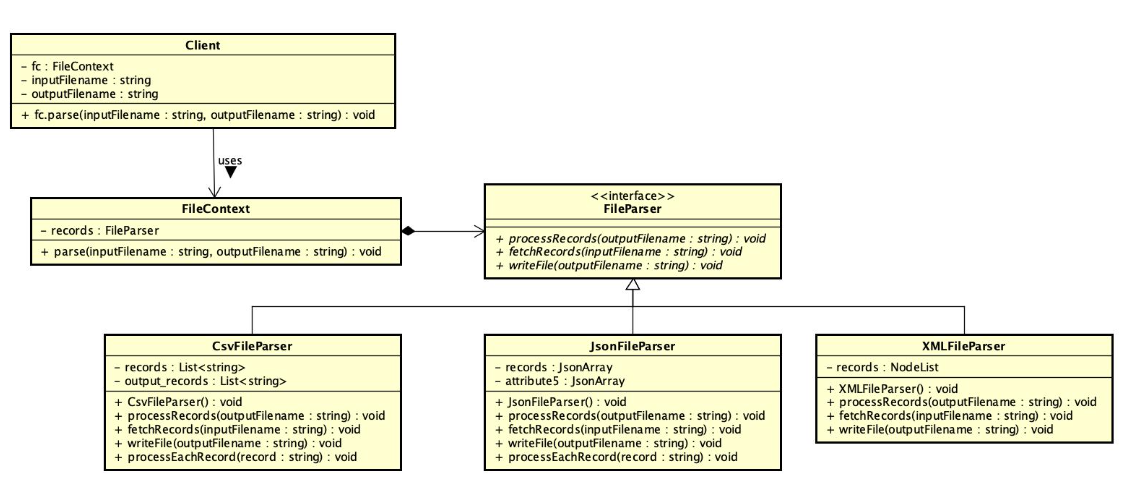 Client
– fc : FileContext
– inputFilename : string
– outputFilename : string
+ fc.parse(inputFilename : string, outputFilename : string) : void
uses
FileContext
– records : FileParser
+ parse(inputFilename : string, outputFilename : string) : void
<<interface>>
FileParser
+ processRecords(outputFilename : string) : void
+ fetchRecords(inputFilename : string) : void
+ writeFile(outputFilename : string) : void
CsvFileParser
– records : List<string>
– output_records : List<string>
+ CsvFileParser() : void
+ processRecords(outputFilename : string) : void
+ fetchRecords(inputFilename : string) : void
+ writeFile(outputFilename : string) : void
+ processEachRecord(record : string) : void
JsonFileParser
– records : JsonArray
– attribute5 : JsonArray
+ JsonFileParser() : void
+ processRecords(outputFilename : string) : void
+ fetchRecords(inputFilename : string) : void
+ writeFile(outputFilename : string) : void
+ processEachRecord(record : string) : void
XMLFileParser
– records : NodeList
+ XMLFileParser() : void
+ processRecords(outputFilename : string) : void
+ fetchRecords(inputFilename : string) : void
+ writeFile(outputFilename : string) : void